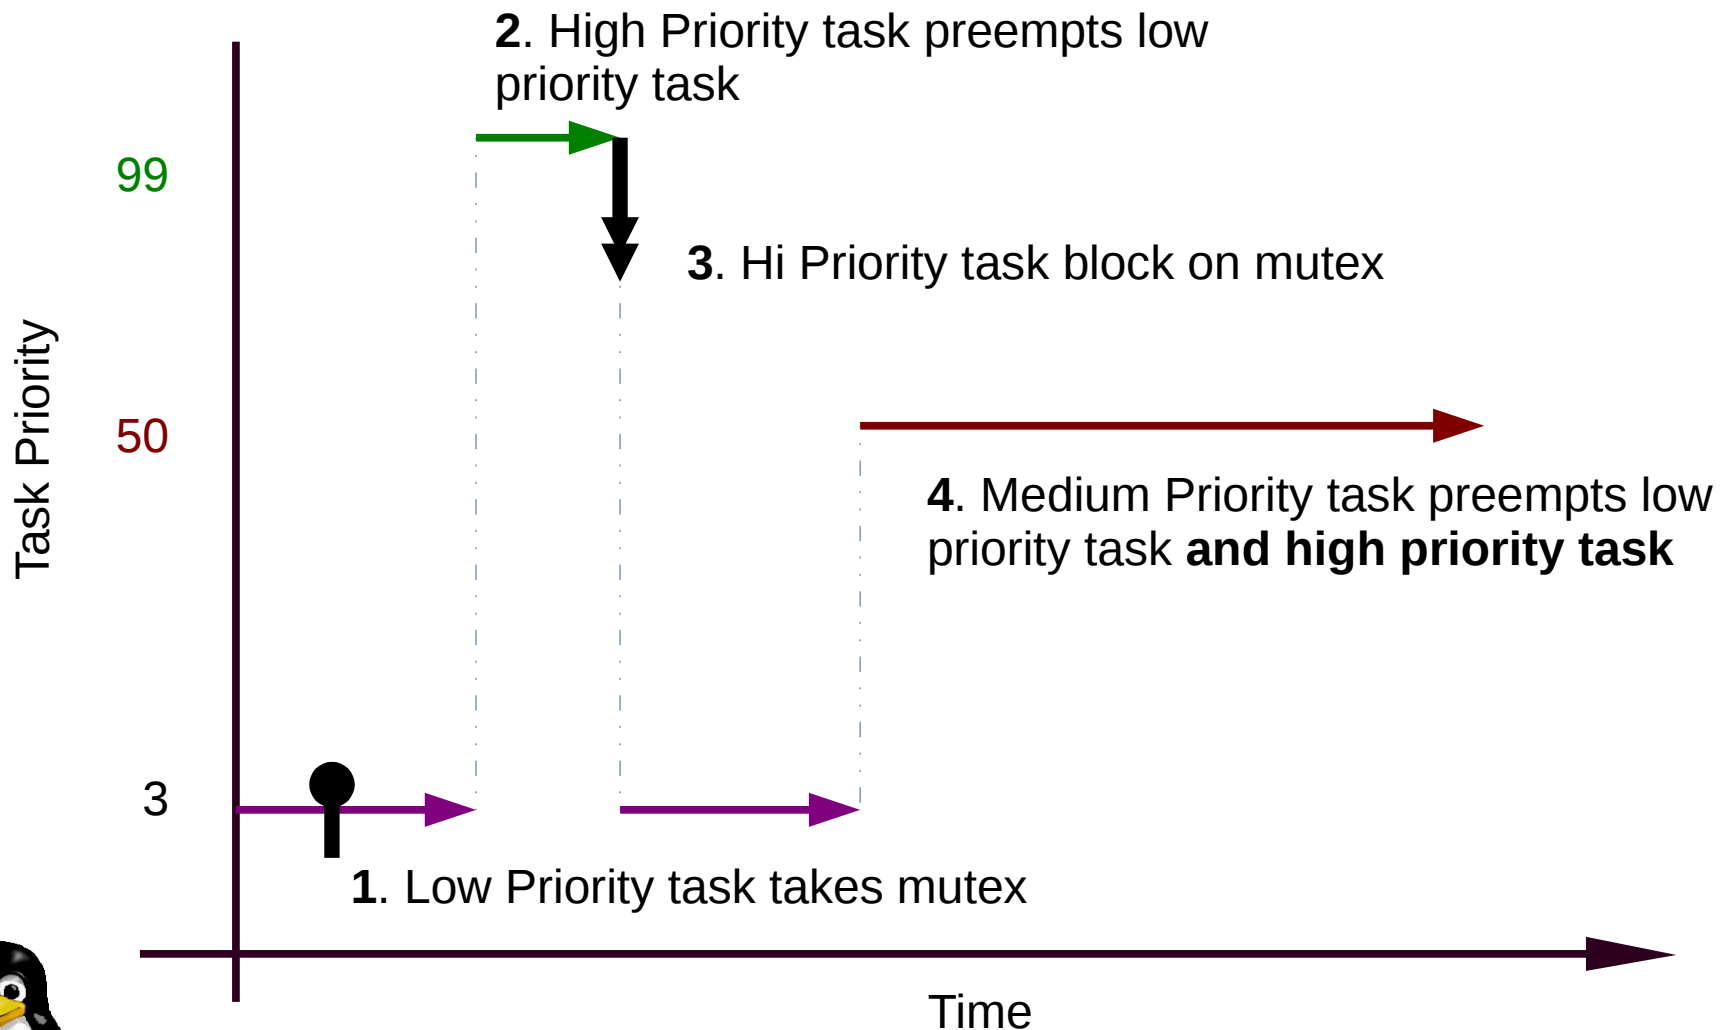 2. High Priority task preempts low
priority task
99
3. Hi Priority task block on mutex
Task Priority
50
4. Medium Priority task preempts low
priority task and high priority task
3
1. Low Priority task takes mutex
Time